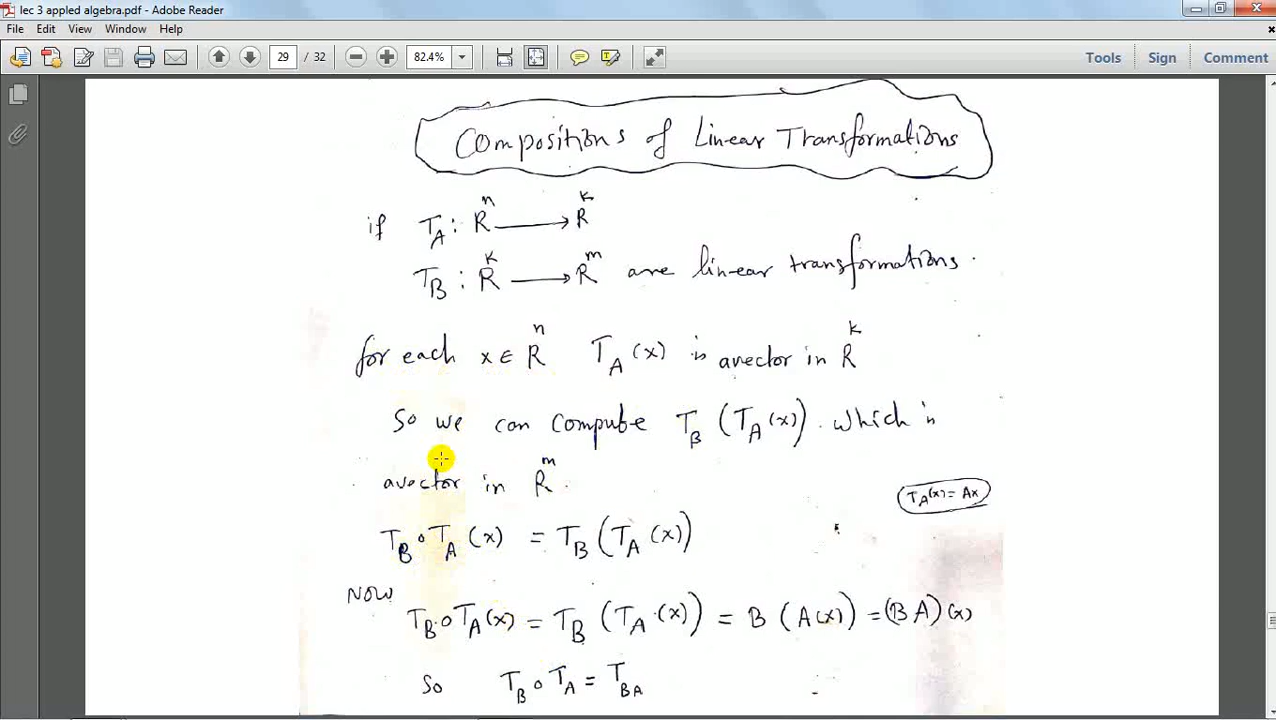 lec 3 appled algebra.pdf - Adobe Reader
File Edit View Window Help
29 / 32 82.4% Tools Sign Comment
Compositions of Linear Transformations
if T_A : R^n ⟶ R^k
T_B : R^k ⟶ R^m are linear transformations.
for each x ∈ R^n T_A(x) is avector in R^k
So we can compute T_B (T_A(x)). which is
avector in R^m.
T_A(x) = Ax
T_B∘T_A(x) = T_B(T_A(x))
Now
T_B∘T_A(x) = T_B(T_A(x)) = B(A(x)) = (BA)(x)
So T_B∘T_A = T_BA